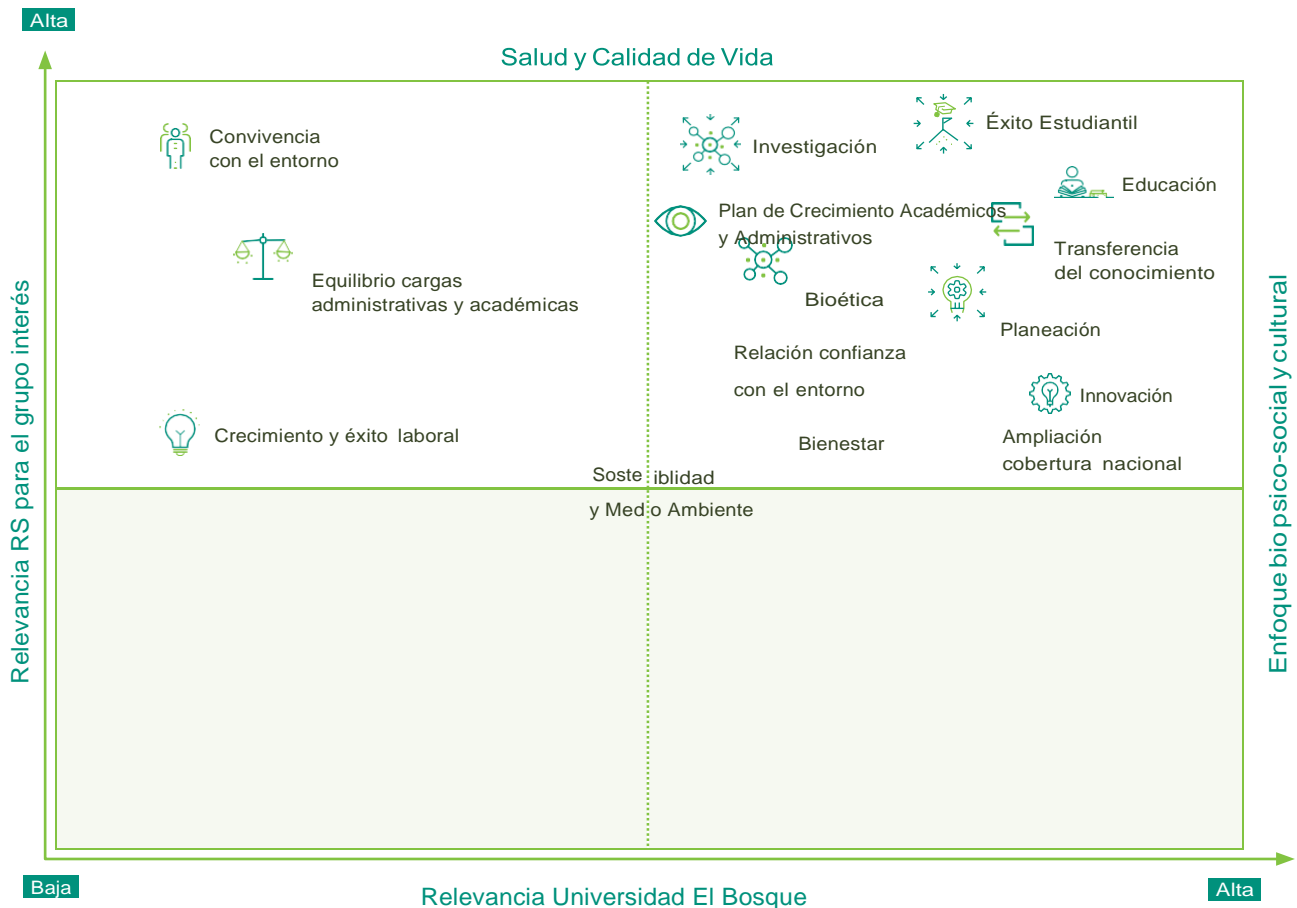 Alta
Salud y Calidad de Vida
Convivencia
con el entorno
Equilibrio cargas
administrativas y académicas
Crecimiento y éxito laboral
Investigación
Éxito Estudiantil
Educación
Plan de Crecimiento Académicos
y Administrativos
Transferencia
del conocimiento
Bioética
Planeación
Relación confianza
con el entorno
Innovación
Bienestar
Ampliación
cobertura nacional
Soste iblidad
y Med o Ambiente
Relevancia RS para el grupo interés
Enfoque bio psico-social y cultural
Baja
Relevancia Universidad El Bosque
Alta